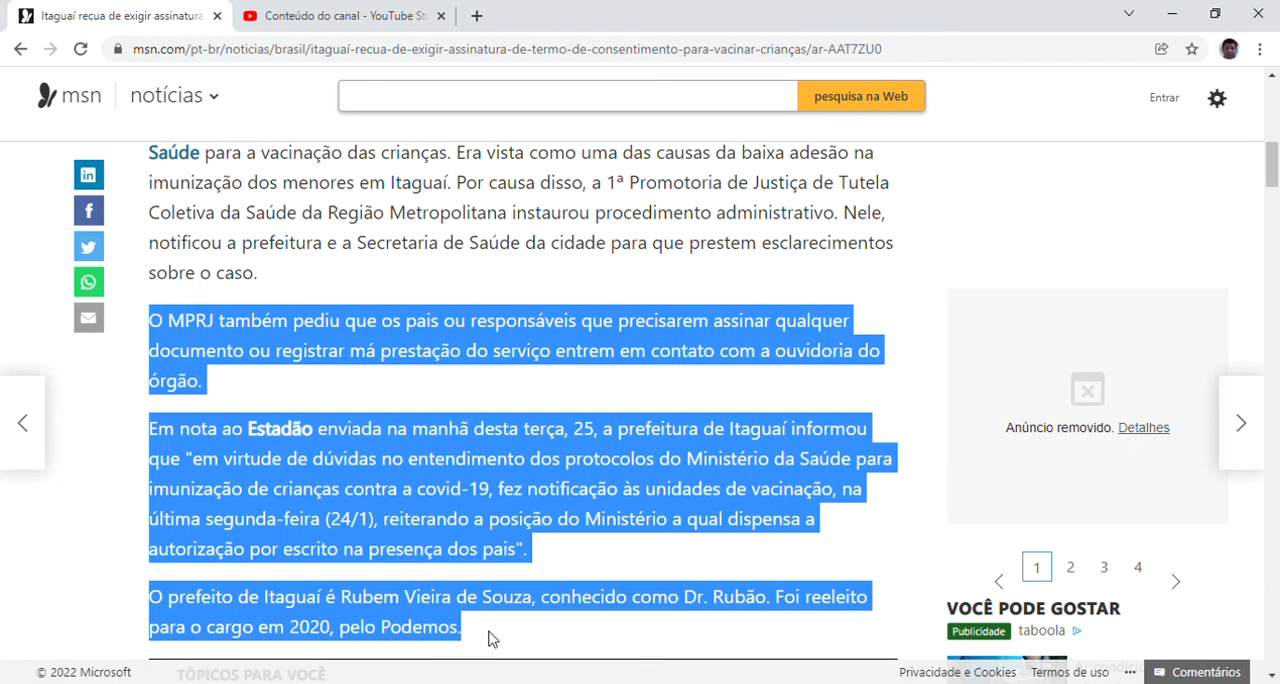 Itaguaí recua de exigir assinatura
Conteúdo do canal - YouTube St
msn.com/pt-br/noticias/brasil/itaguaí-recua-de-exigir-assinatura-de-termo-de-consentimento-para-vacinar-crianças/ar-AAT7ZU0
msn
notícias
pesquisa na Web
Entrar
Saúde para a vacinação das crianças. Era vista como uma das causas da baixa adesão na
imunização dos menores em Itaguaí. Por causa disso, a 1ª Promotoria de Justiça de Tutela
Coletiva da Saúde da Região Metropolitana instaurou procedimento administrativo. Nele,
notificou a prefeitura e a Secretaria de Saúde da cidade para que prestem esclarecimentos
sobre o caso.
O MPRJ também pediu que os pais ou responsáveis que precisarem assinar qualquer
documento ou registrar má prestação do serviço entrem em contato com a ouvidoria do
órgão.
Em nota ao Estadão enviada na manhã desta terça, 25, a prefeitura de Itaguaí informou
que "em virtude de dúvidas no entendimento dos protocolos do Ministério da Saúde para
imunização de crianças contra a covid-19, fez notificação às unidades de vacinação, na
última segunda-feira (24/1), reiterando a posição do Ministério a qual dispensa a
autorização por escrito na presença dos pais".
O prefeito de Itaguaí é Rubem Vieira de Souza, conhecido como Dr. Rubão. Foi reeleito
para o cargo em 2020, pelo Podemos.
Anúncio removido. Detalhes
1 2 3 4
VOCÊ PODE GOSTAR
Publicidade taboola
© 2022 Microsoft
TÓPICOS PARA VOCÊ
Privacidade e Cookies
Termos de uso
...
Comentários